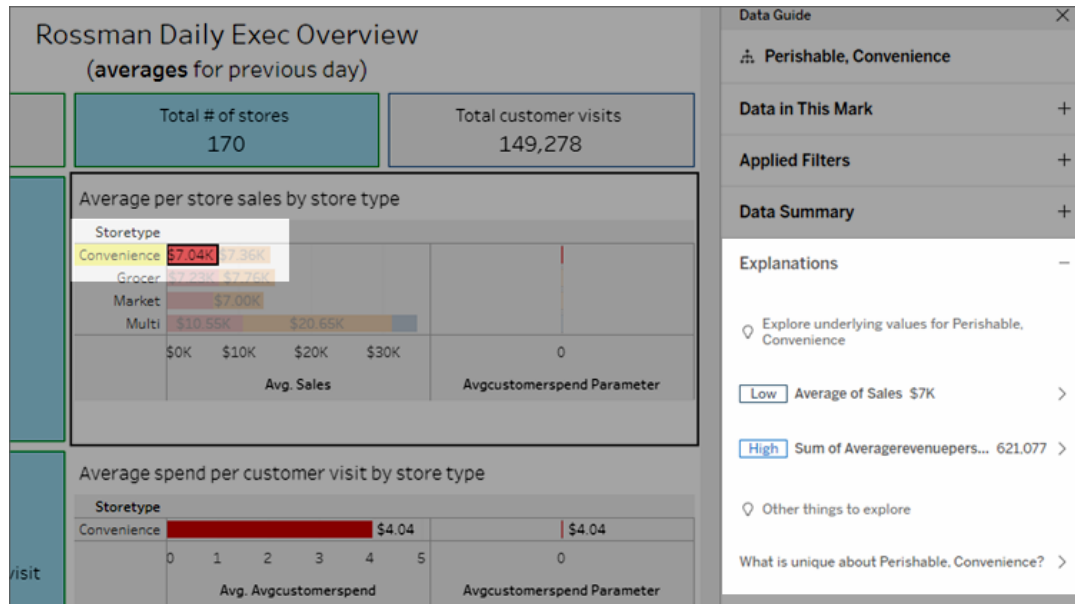 Rossman Daily Exec Overview
(averages for previous day)
Total # of stores
170
Total customer visits
149,278
Average per store sales by store type
Storetype
Convenience $7.04K $7.36K
Grocer $7.23K $7.76K
Market $7.00K
Multi $10.55K $20.65K
$0K $10K $20K $30K 0
Avg. Sales Avgcustomerspend Parameter
Average spend per customer visit by store type
Storetype
Convenience $4.04 $4.04
0 1 2 3 4 5 0
Avg. Avgcustomerspend Avgcustomerspend Parameter
visit
Data Guide
Perishable, Convenience
Data in This Mark
Applied Filters
Data Summary
Explanations
Explore underlying values for Perishable,
Convenience
Low Average of Sales $7K
High Sum of Averagerevenuepers... 621,077
Other things to explore
What is unique about Perishable, Convenience?